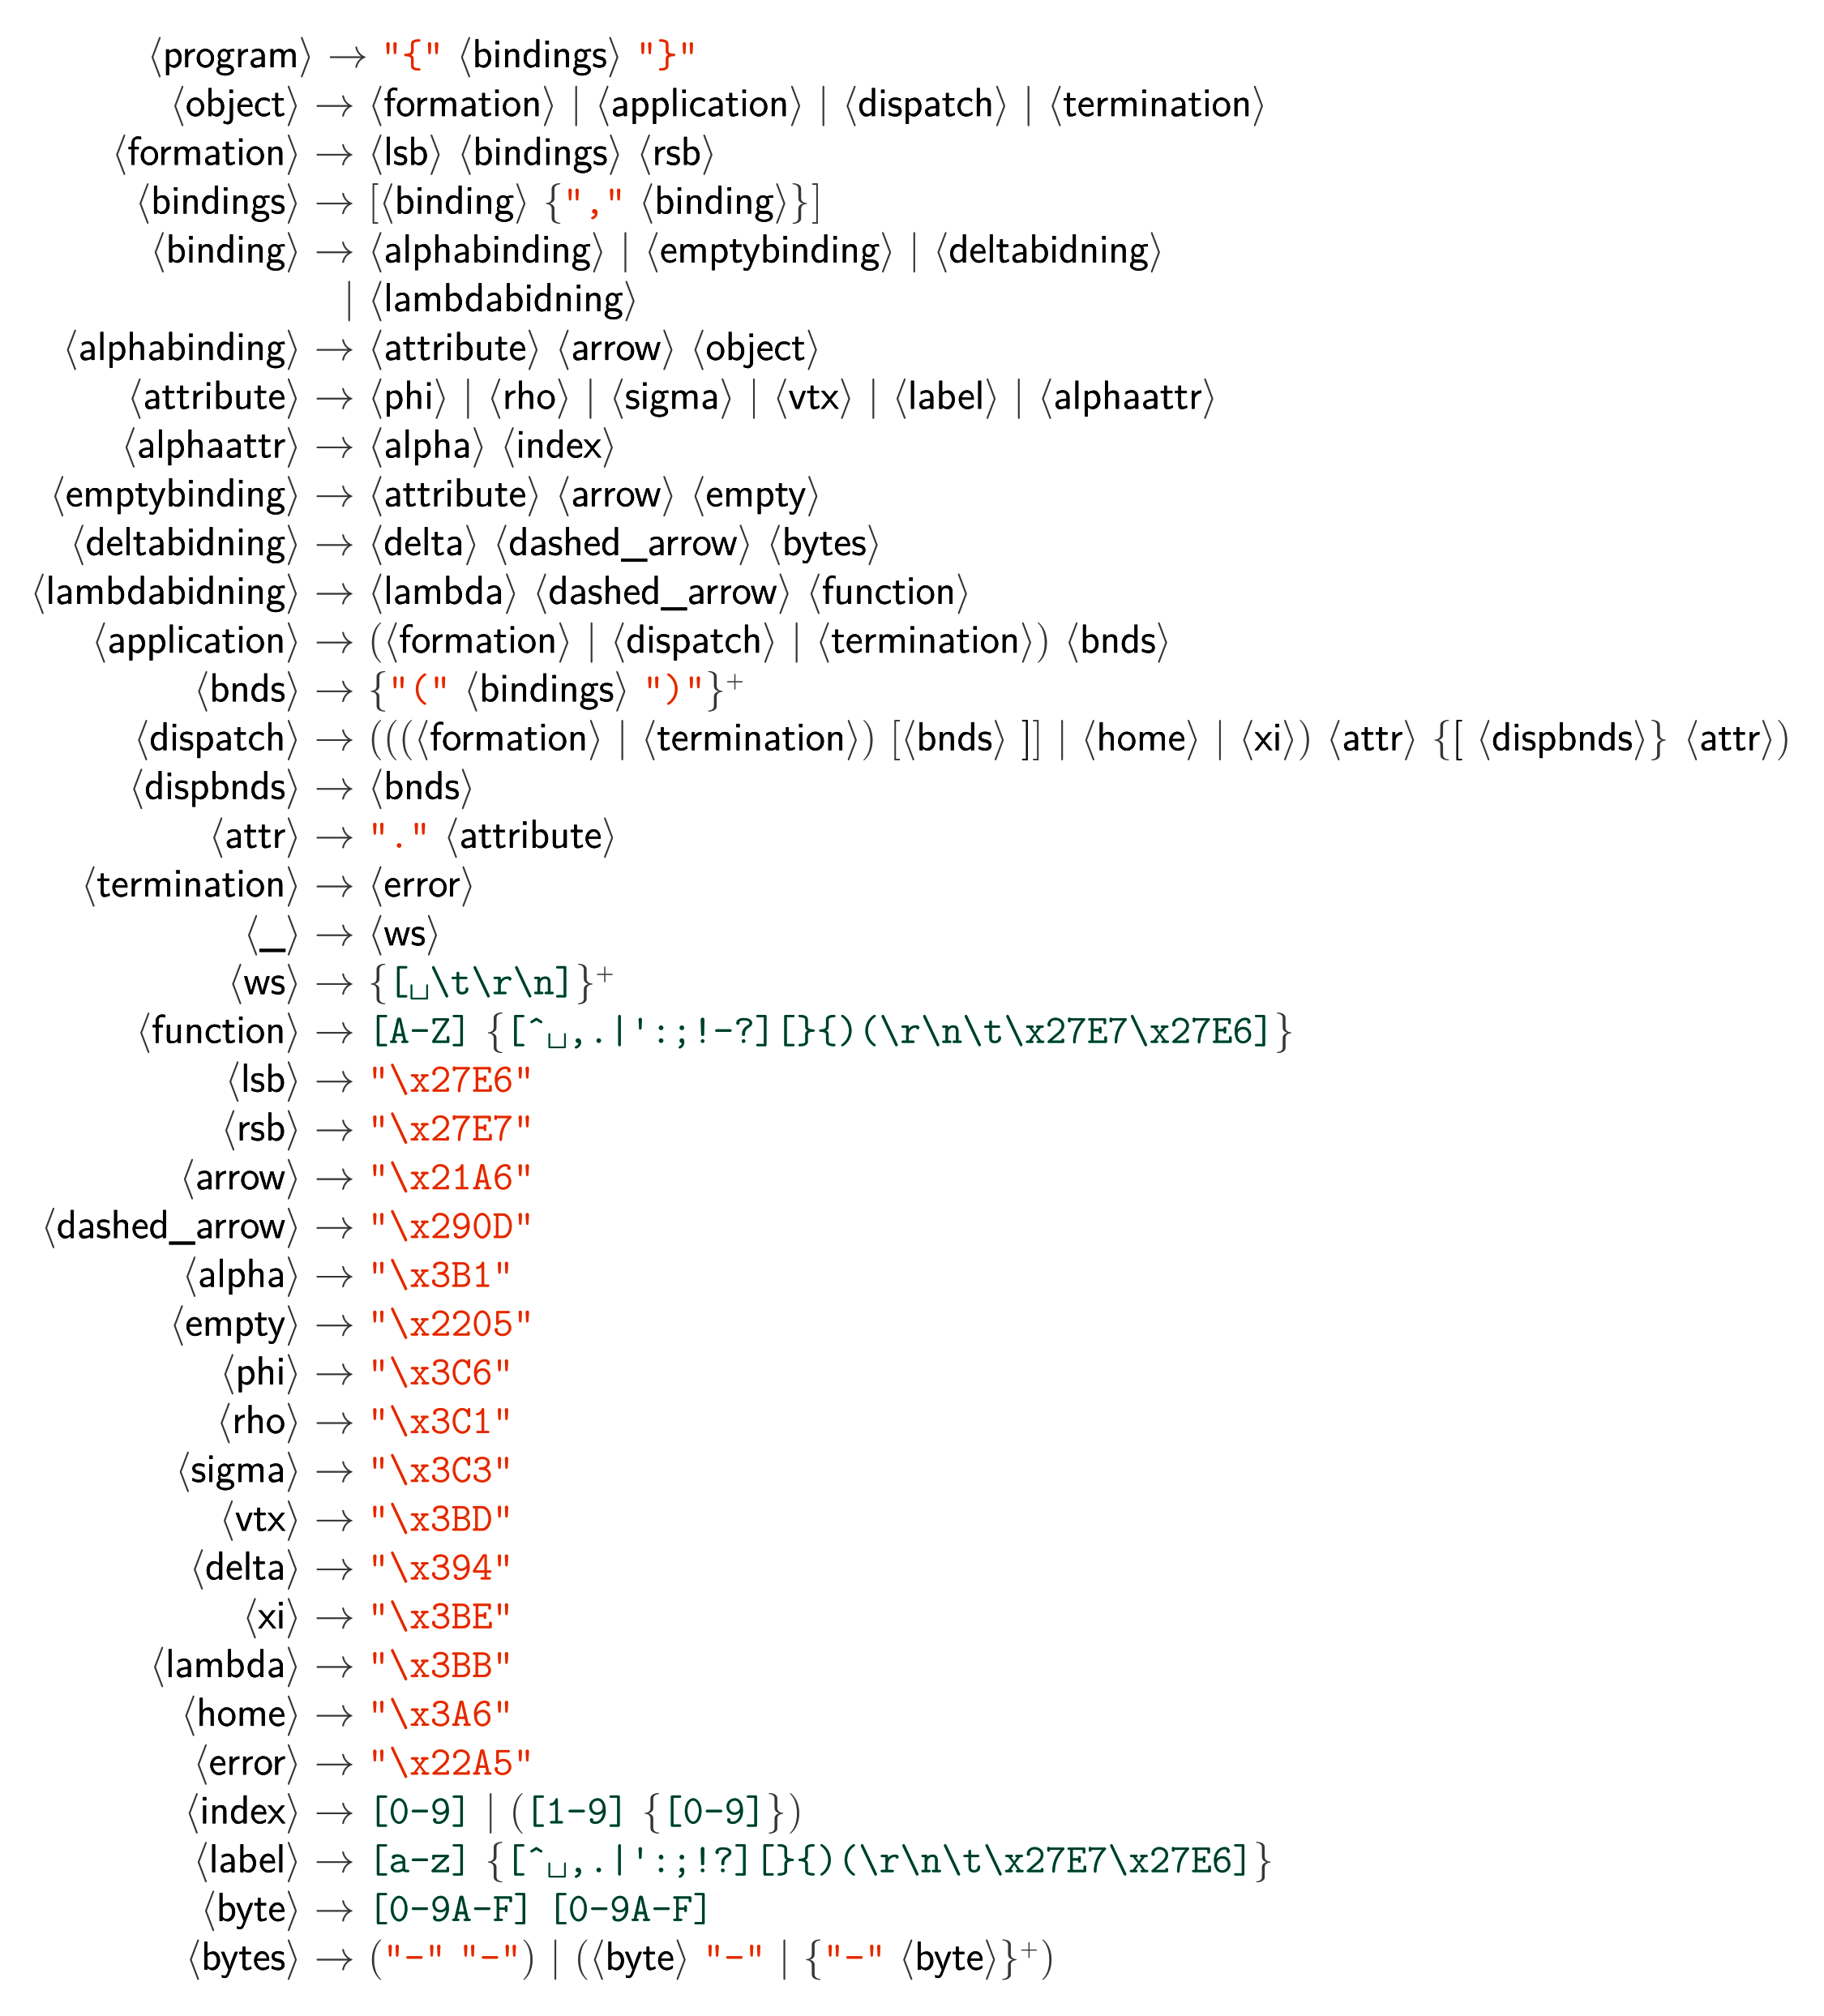 ⟨program⟩ → "{" ⟨bindings⟩ "}"
⟨object⟩ → ⟨formation⟩ | ⟨application⟩ | ⟨dispatch⟩ | ⟨termination⟩
⟨formation⟩ → ⟨lsb⟩ ⟨bindings⟩ ⟨rsb⟩
⟨bindings⟩ → [⟨binding⟩ {"," ⟨binding⟩}]
⟨binding⟩ → ⟨alphabinding⟩ | ⟨emptybinding⟩ | ⟨deltabidning⟩
| ⟨lambdabidning⟩
⟨alphabinding⟩ → ⟨attribute⟩ ⟨arrow⟩ ⟨object⟩
⟨attribute⟩ → ⟨phi⟩ | ⟨rho⟩ | ⟨sigma⟩ | ⟨vtx⟩ | ⟨label⟩ | ⟨alphaattr⟩
⟨alphaattr⟩ → ⟨alpha⟩ ⟨index⟩
⟨emptybinding⟩ → ⟨attribute⟩ ⟨arrow⟩ ⟨empty⟩
⟨deltabidning⟩ → ⟨delta⟩ ⟨dashed_arrow⟩ ⟨bytes⟩
⟨lambdabidning⟩ → ⟨lambda⟩ ⟨dashed_arrow⟩ ⟨function⟩
⟨application⟩ → (⟨formation⟩ | ⟨dispatch⟩ | ⟨termination⟩) ⟨bnds⟩
⟨bnds⟩ → {"(" ⟨bindings⟩ ")"}⁺
⟨dispatch⟩ → (((⟨formation⟩ | ⟨termination⟩) [⟨bnds⟩ ]] | ⟨home⟩ | ⟨xi⟩) ⟨attr⟩ {[ ⟨dispbnds⟩} ⟨attr⟩)
⟨dispbnds⟩ → ⟨bnds⟩
⟨attr⟩ → "." ⟨attribute⟩
⟨termination⟩ → ⟨error⟩
⟨_⟩ → ⟨ws⟩
⟨ws⟩ → {[␣\t\r\n]}⁺
⟨function⟩ → [A-Z] {[^␣,.|':;!-?][}{)(\r\n\t\x27E7\x27E6]}
⟨lsb⟩ → "\x27E6"
⟨rsb⟩ → "\x27E7"
⟨arrow⟩ → "\x21A6"
⟨dashed_arrow⟩ → "\x290D"
⟨alpha⟩ → "\x3B1"
⟨empty⟩ → "\x2205"
⟨phi⟩ → "\x3C6"
⟨rho⟩ → "\x3C1"
⟨sigma⟩ → "\x3C3"
⟨vtx⟩ → "\x3BD"
⟨delta⟩ → "\x394"
⟨xi⟩ → "\x3BE"
⟨lambda⟩ → "\x3BB"
⟨home⟩ → "\x3A6"
⟨error⟩ → "\x22A5"
⟨index⟩ → [0-9] | ([1-9] {[0-9]})
⟨label⟩ → [a-z] {[^␣,.|':;!?][}{)(\r\n\t\x27E7\x27E6]}
⟨byte⟩ → [0-9A-F] [0-9A-F]
⟨bytes⟩ → ("-" "-") | (⟨byte⟩ "-" | {"-" ⟨byte⟩}⁺)